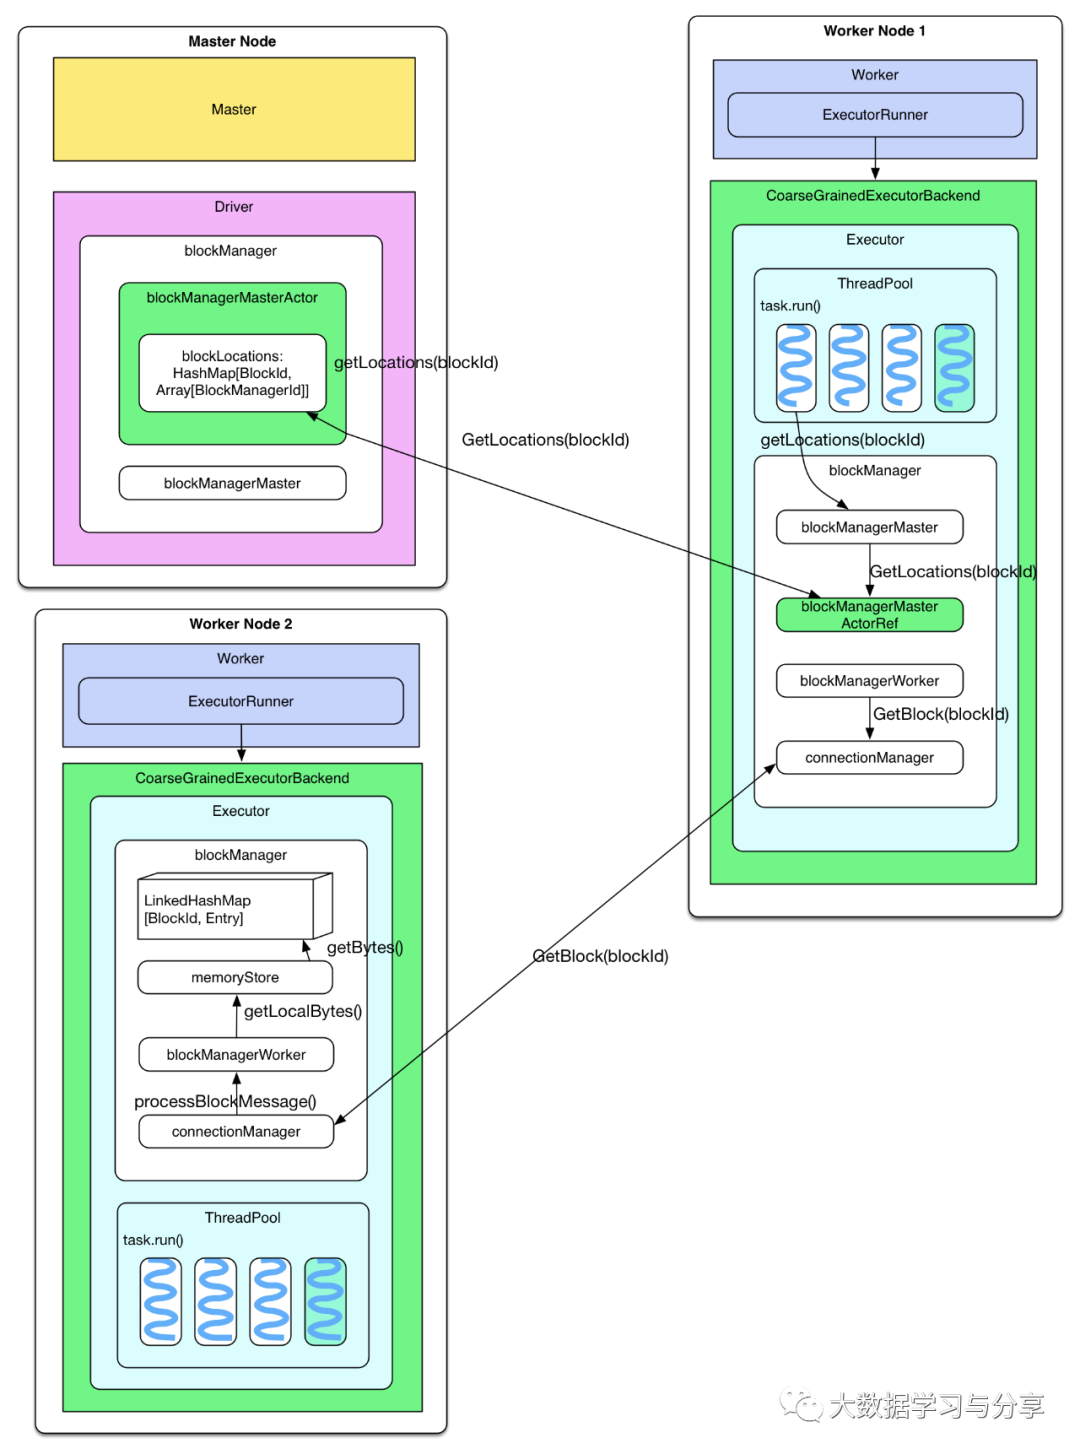 Master Node
Master
Driver
blockManager
blockManagerMasterActor
blockLocations:
HashMap[BlockId,
Array[BlockManagerId]]
getLocations(blockId)
blockManagerMaster
GetLocations(blockId)
Worker Node 1
Worker
ExecutorRunner
CoarseGrainedExecutorBackend
Executor
ThreadPool
task.run()
getLocations(blockId)
blockManager
blockManagerMaster
GetLocations(blockId)
blockManagerMaster
ActorRef
blockManagerWorker
GetBlock(blockId)
connectionManager
Worker Node 2
Worker
ExecutorRunner
CoarseGrainedExecutorBackend
Executor
blockManager
LinkedHashMap
[BlockId, Entry]
getBytes()
memoryStore
getLocalBytes()
blockManagerWorker
processBlockMessage()
connectionManager
GetBlock(blockId)
ThreadPool
task.run()
大数据学习与分享